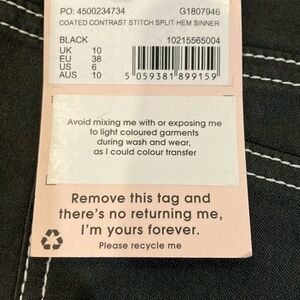 PO: 4500234734 G1807946
COATED CONTRAST STITCH SPLIT HEM SINNER
BLACK 10215565004
UK 10
EU 38
US 6
AUS 10
5 059381 899159
Avoid mixing me with or exposing me
to light coloured garments
during wash and wear,
as I could colour transfer
Remove this tag and
there's no returning me,
I'm yours forever.
Please recycle me